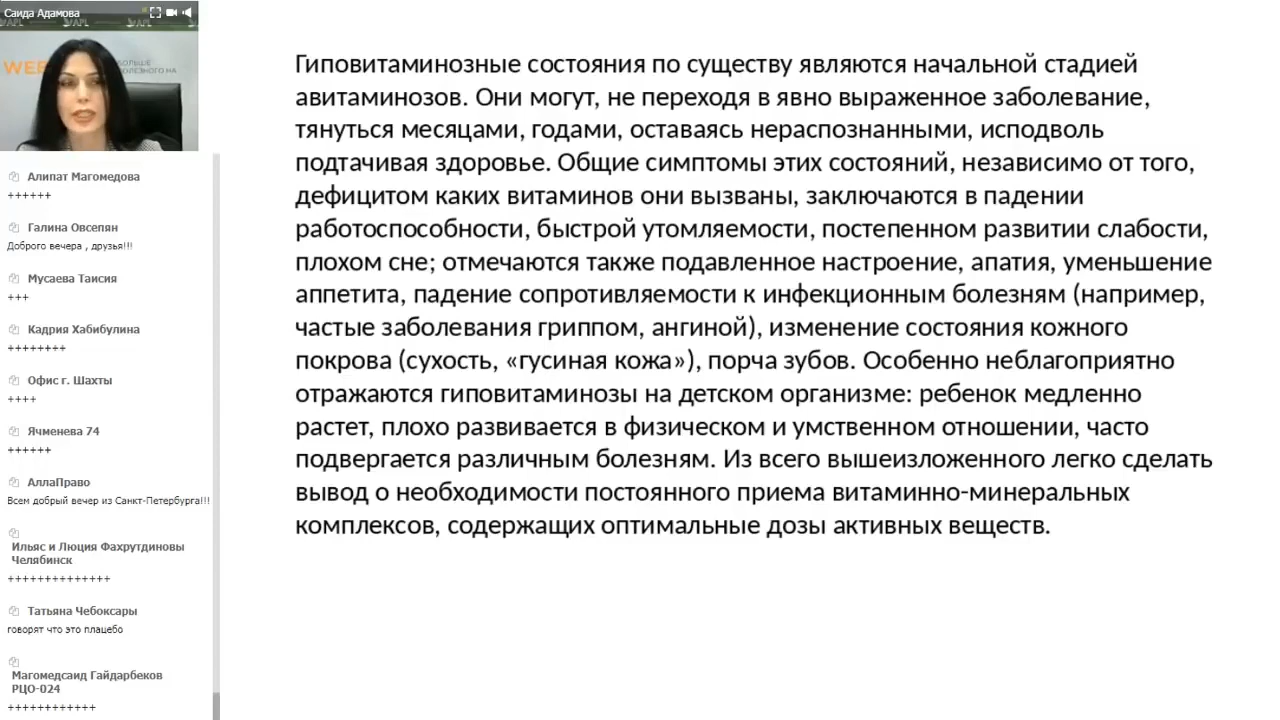 Саида Адамова
WEB
БОЛЬШЕ
ПОЛЕЗНОГО НА
Алипат Магомедова
++++++
Галина Овсепян
Доброго вечера , друзья!!!
Мусаева Таисия
+++
Кадрия Хабибулина
++++++++
Офис г. Шахты
++++
Ячменева 74
++++++
АллаПраво
Всем добрый вечер из Санкт-Петербурга!!!
Ильяс и Люция Фахрутдиновы
Челябинск
++++++++++++++
Татьяна Чебоксары
говорят что это плацебо
Магомедсаид Гайдарбеков
РЦО-024
++++++++++++
Гиповитаминозные состояния по существу являются начальной стадией
авитаминозов. Они могут, не переходя в явно выраженное заболевание,
тянуться месяцами, годами, оставаясь нераспознанными, исподволь
подтачивая здоровье. Общие симптомы этих состояний, независимо от того,
дефицитом каких витаминов они вызваны, заключаются в падении
работоспособности, быстрой утомляемости, постепенном развитии слабости,
плохом сне; отмечаются также подавленное настроение, апатия, уменьшение
аппетита, падение сопротивляемости к инфекционным болезням (например,
частые заболевания гриппом, ангиной), изменение состояния кожного
покрова (сухость, «гусиная кожа»), порча зубов. Особенно неблагоприятно
отражаются гиповитаминозы на детском организме: ребенок медленно
растет, плохо развивается в физическом и умственном отношении, часто
подвергается различным болезням. Из всего вышеизложенного легко сделать
вывод о необходимости постоянного приема витаминно-минеральных
комплексов, содержащих оптимальные дозы активных веществ.